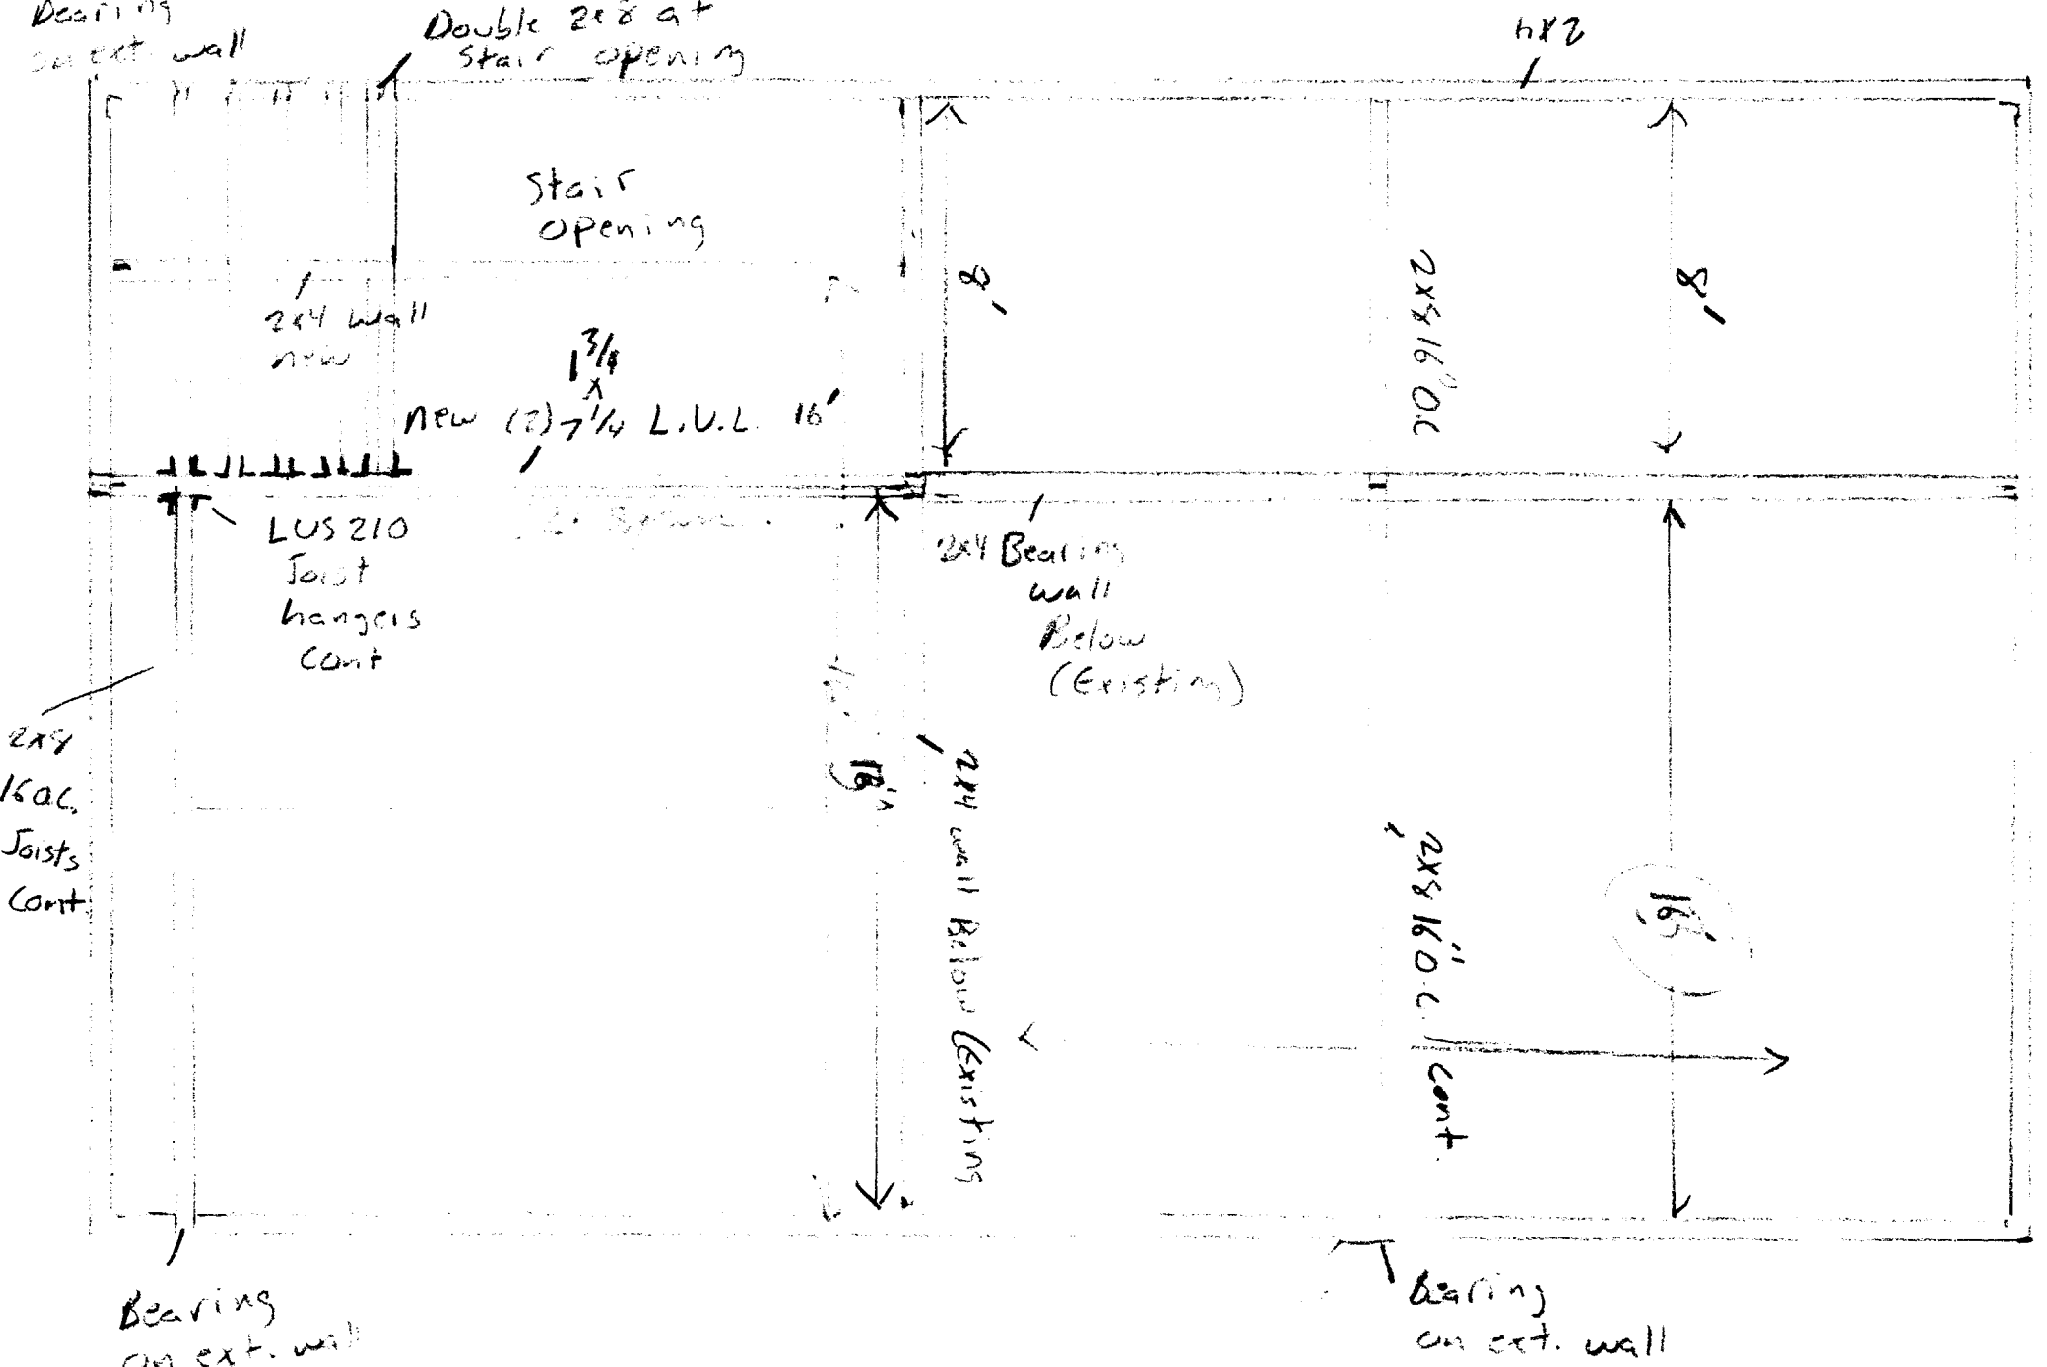 Bearing
on ext. wall
Double 2x8 at
stair opening
2x4
Stair
opening
8'
2x8 16" O.C
8'
2x4 wall
new
1 3/4
x
new (2) 7 1/4 L.V.L. 16'
LUS 210
Joist
hangers
Cont
2x4 Bearing
wall
Below
(Existing)
2x8
16 O.C.
Joists
Cont.
2x4 wall Below (Existing
2x8 16" O.C. Cont.
16'
Bearing
on ext. wall
Bearing
on ext. wall